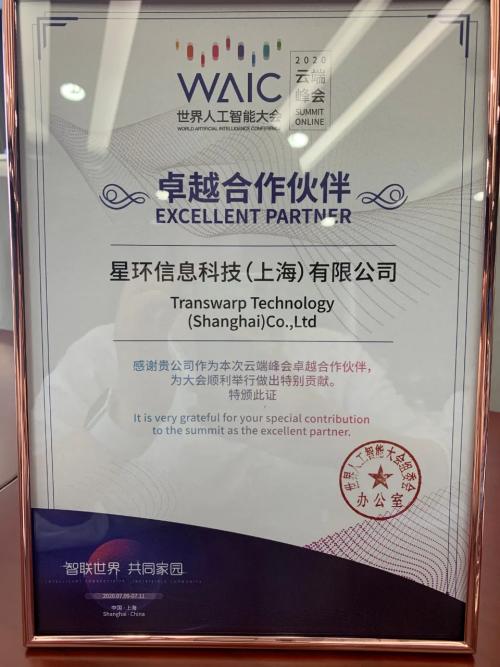 WAIC
世界人工智能大会
WORLD ARTIFICIAL INTELLIGENCE CONFERENCE
2020
云端
峰会
SUMMIT
ONLINE
卓越合作伙伴
EXCELLENT PARTNER
星环信息科技(上海)有限公司
Transwarp Technology
(Shanghai)Co.,Ltd
感谢贵公司作为本次云端峰会卓越合作伙伴,
为大会顺利举行做出特别贡献。
特颁此证
It is very grateful for your special contribution
to the summit as the excellent partner.
世界人工智能大会组委会
办公室
智联世界 共同家园
INTELLIGENT CONNECTIVITY INDIVISIBLE COMMUNITY
2020.07.09-07.11
中国·上海
Shanghai·China